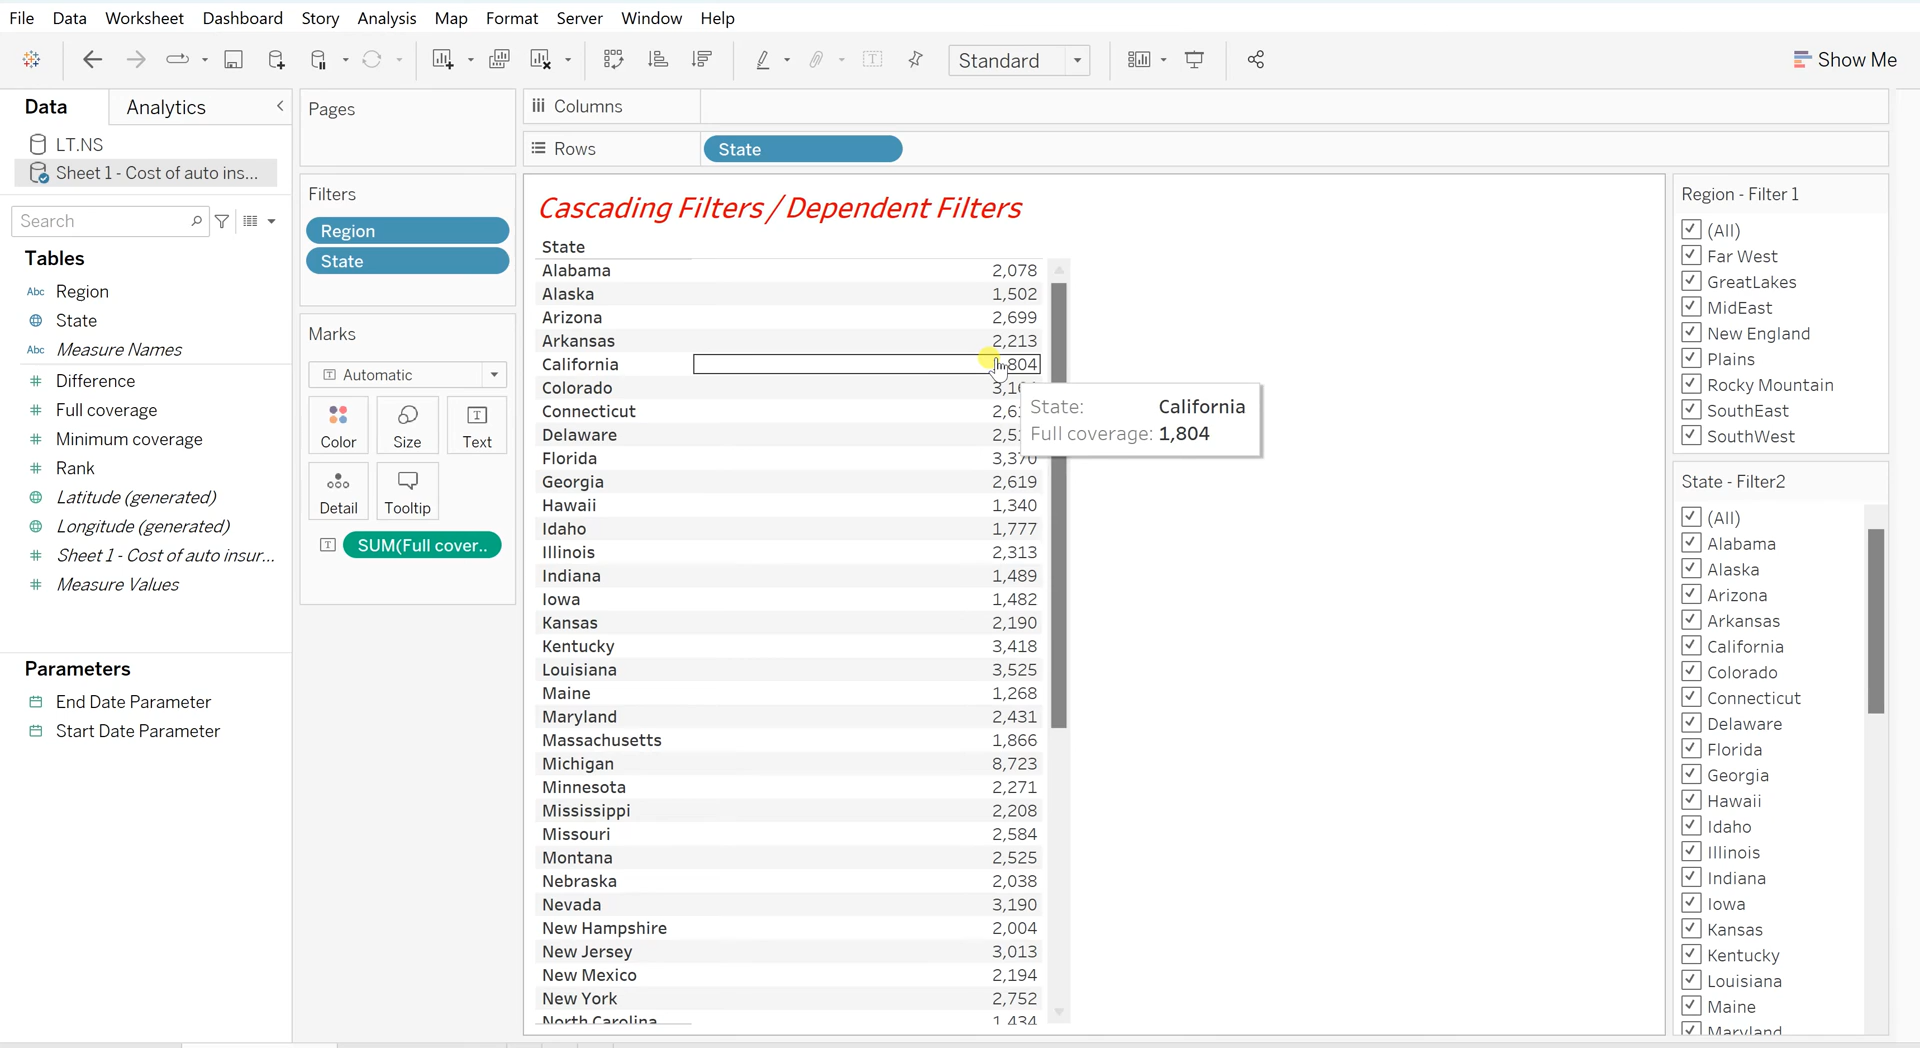 File Data Worksheet Dashboard Story Analysis Map Format Server Window Help
Standard
Show Me
Data Analytics
LT.NS
Sheet 1 - Cost of auto ins...
Search
Tables
Abc Region
State
Abc Measure Names
Difference
Full coverage
Minimum coverage
Rank
Latitude (generated)
Longitude (generated)
Sheet 1 - Cost of auto insur...
Measure Values
Parameters
End Date Parameter
Start Date Parameter
Pages
Filters
Region
State
Marks
Automatic
Color Size Text
Detail Tooltip
SUM(Full cover..
Columns
Rows State
Cascading Filters / Dependent Filters
State
Alabama 2,078
Alaska 1,502
Arizona 2,699
Arkansas 2,213
California 804
Colorado
Connecticut
Delaware
Florida 3,370
Georgia 2,619
Hawaii 1,340
Idaho 1,777
Illinois 2,313
Indiana 1,489
Iowa 1,482
Kansas 2,190
Kentucky 3,418
Louisiana 3,525
Maine 1,268
Maryland 2,431
Massachusetts 1,866
Michigan 8,723
Minnesota 2,271
Mississippi 2,208
Missouri 2,584
Montana 2,525
Nebraska 2,038
Nevada 3,190
New Hampshire 2,004
New Jersey 3,013
New Mexico 2,194
New York 2,752
North Carolina 1,434
State: California
Full coverage: 1,804
Region - Filter 1
(All)
Far West
GreatLakes
MidEast
New England
Plains
Rocky Mountain
SouthEast
SouthWest
State - Filter2
(All)
Alabama
Alaska
Arizona
Arkansas
California
Colorado
Connecticut
Delaware
Florida
Georgia
Hawaii
Idaho
Illinois
Indiana
Iowa
Kansas
Kentucky
Louisiana
Maine
Maryland